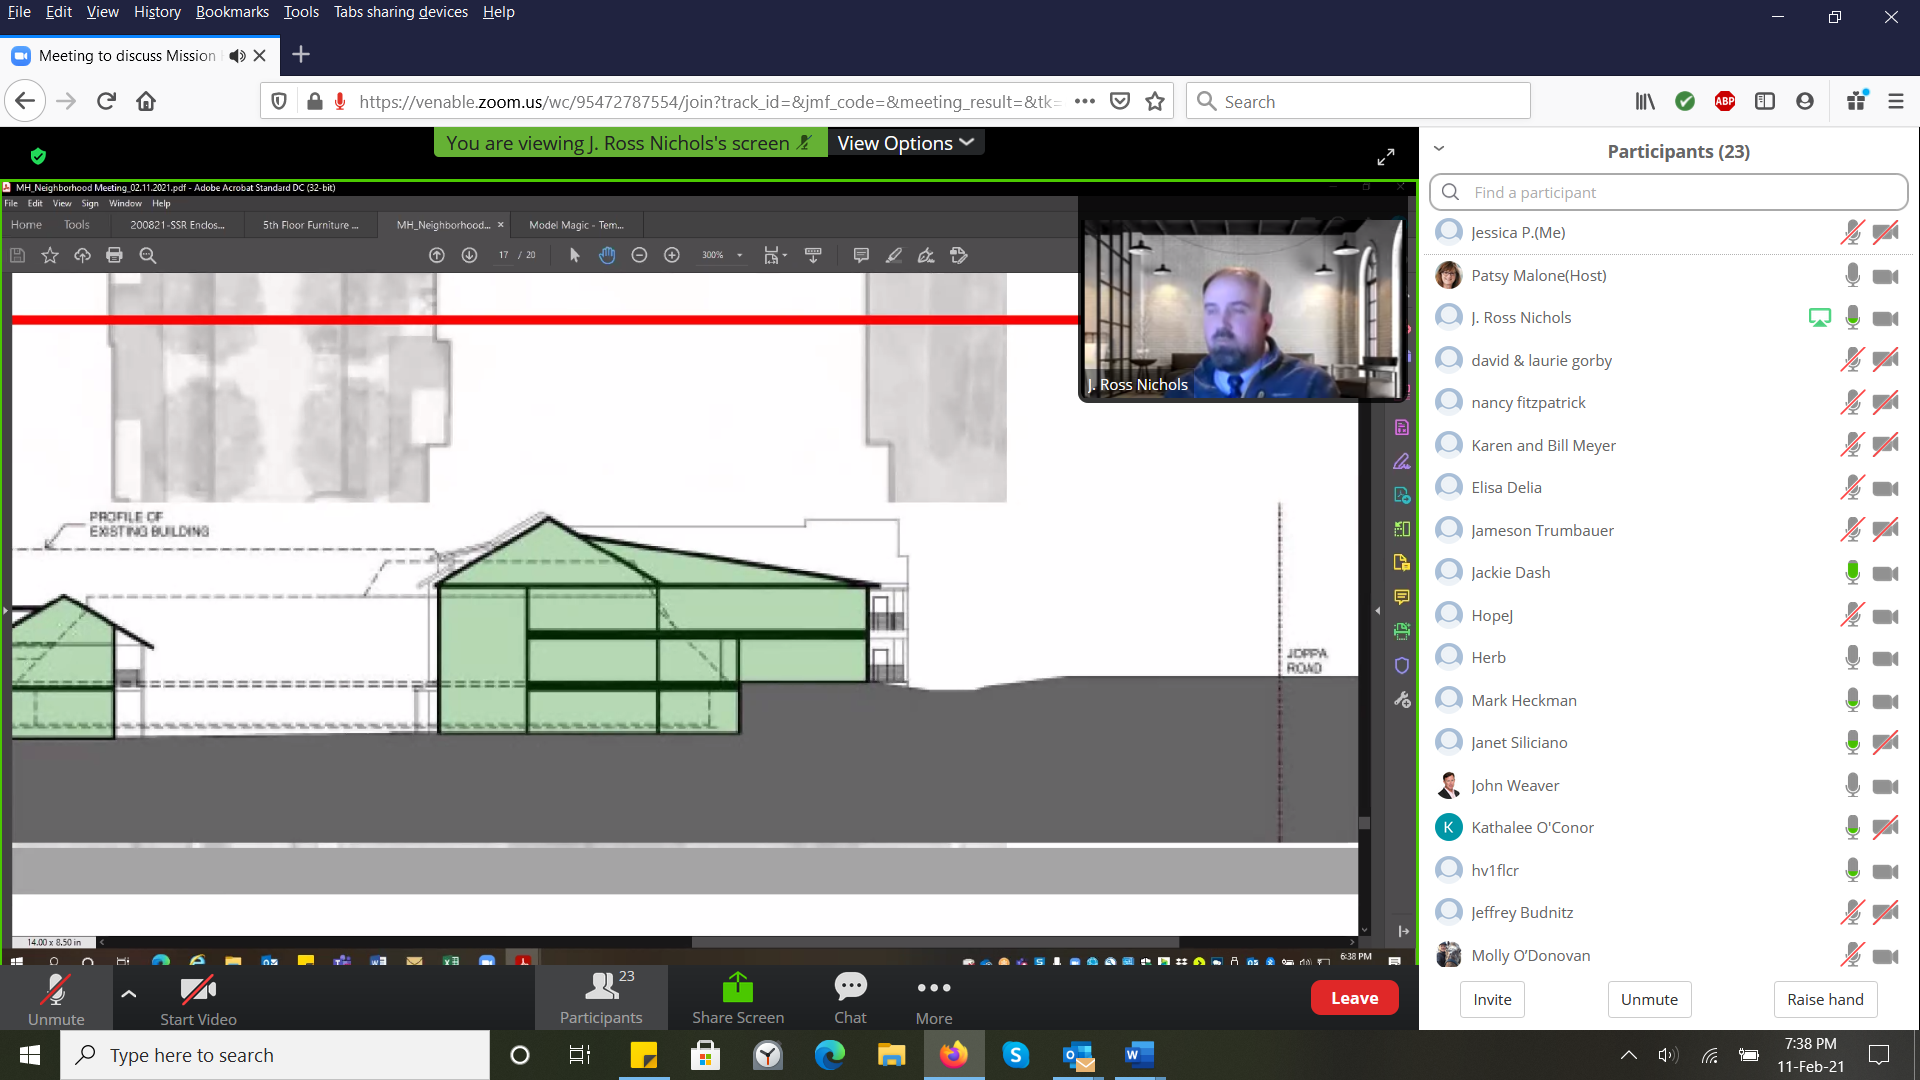 File Edit View History Bookmarks Tools Tabs sharing devices Help
Meeting to discuss Mission
https://venable.zoom.us/wc/95472787554/join?track_id=&jmf_code=&meeting_result=&tk=
Search
ABP
You are viewing J. Ross Nichols's screen
View Options
MH_Neighborhood Meeting_02.11.2021.pdf - Adobe Acrobat Standard DC (32-bit)
File Edit View Sign Window Help
Home Tools 200821-SSR Enclos... 5th Floor Furniture ... MH_Neighborhood... Model Magic - Tem...
17 / 20 300%
J. Ross Nichols
PROFILE OF
EXISTING BUILDING
JOPPA
ROAD
14.00 x 8.50 in
6:38 PM
Unmute
Start Video
23
Participants
Share Screen
Chat
More
Leave
Participants (23)
Find a participant
Jessica P.(Me)
Patsy Malone(Host)
J. Ross Nichols
david & laurie gorby
nancy fitzpatrick
Karen and Bill Meyer
Elisa Delia
Jameson Trumbauer
Jackie Dash
HopeJ
Herb
Mark Heckman
Janet Siliciano
John Weaver
K Kathalee O'Conor
hv1flcr
Jeffrey Budnitz
Molly O’Donovan
Invite Unmute Raise hand
Type here to search
7:38 PM
11-Feb-21